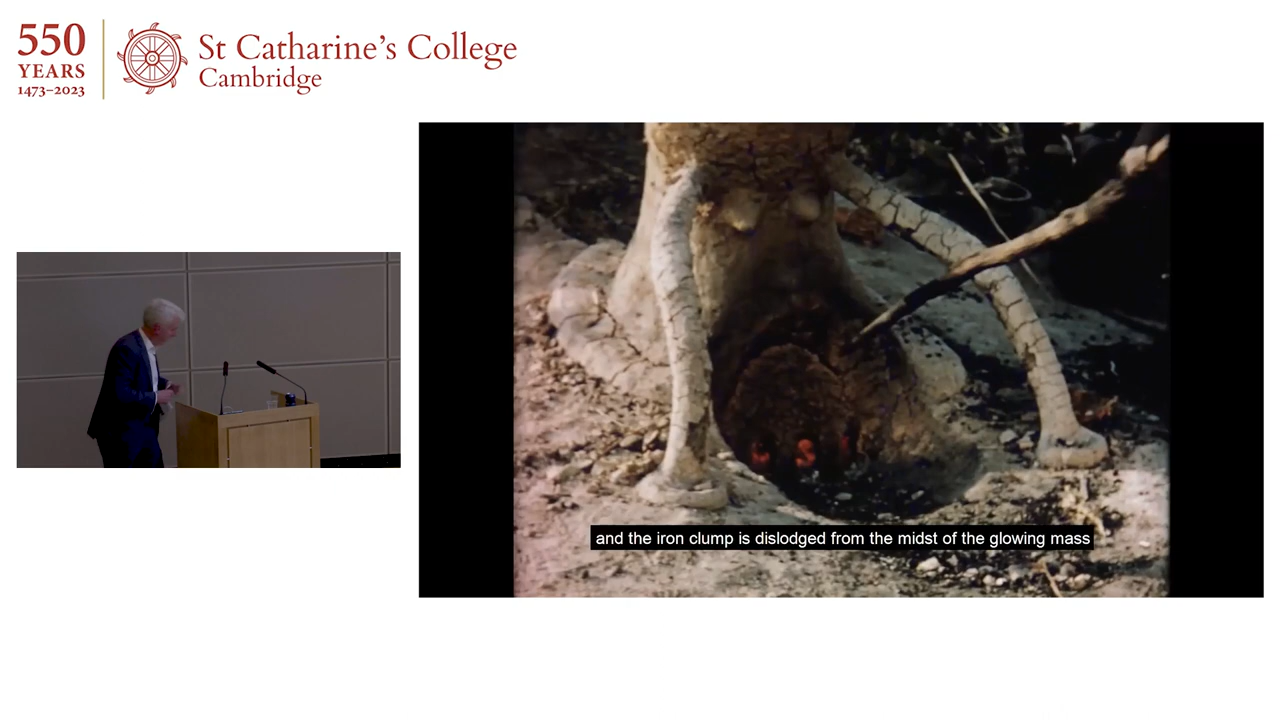 550
YEARS
1473–2023
St Catharine's College
Cambridge
and the iron clump is dislodged from the midst of the glowing mass